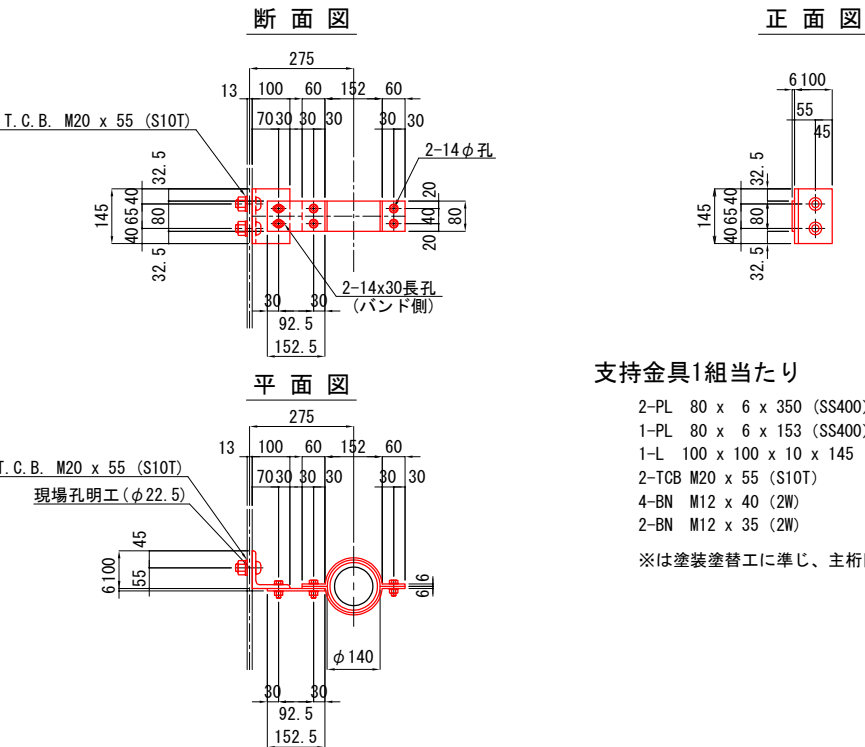 断 面 図
275
13 100 60 152 60
T.C.B. M20 x 55 (S10T)
70 30 30 30 30 30
2-14φ孔
32.5
40
20
145
65
80
40
80
40
20
32.5
2-14x30長孔
(バンド側)
30 30
92.5
152.5
正 面 図
6 100
55
45
32.5
40
145
65
80
40
32.5
平 面 図
275
13 100 60 152 60
T.C.B. M20 x 55 (S10T)
70 30 30 30 30 30
現場孔明工(φ22.5)
45
100
55
6
6
6
φ140
30 30
92.5
152.5
支持金具1組当たり
2-PL 80 x 6 x 350 (SS400)
1-PL 80 x 6 x 153 (SS400)
1-L 100 x 100 x 10 x 145
2-TCB M20 x 55 (S10T)
4-BN M12 x 40 (2W)
2-BN M12 x 35 (2W)
※は塗装塗替工に準じ、主桁